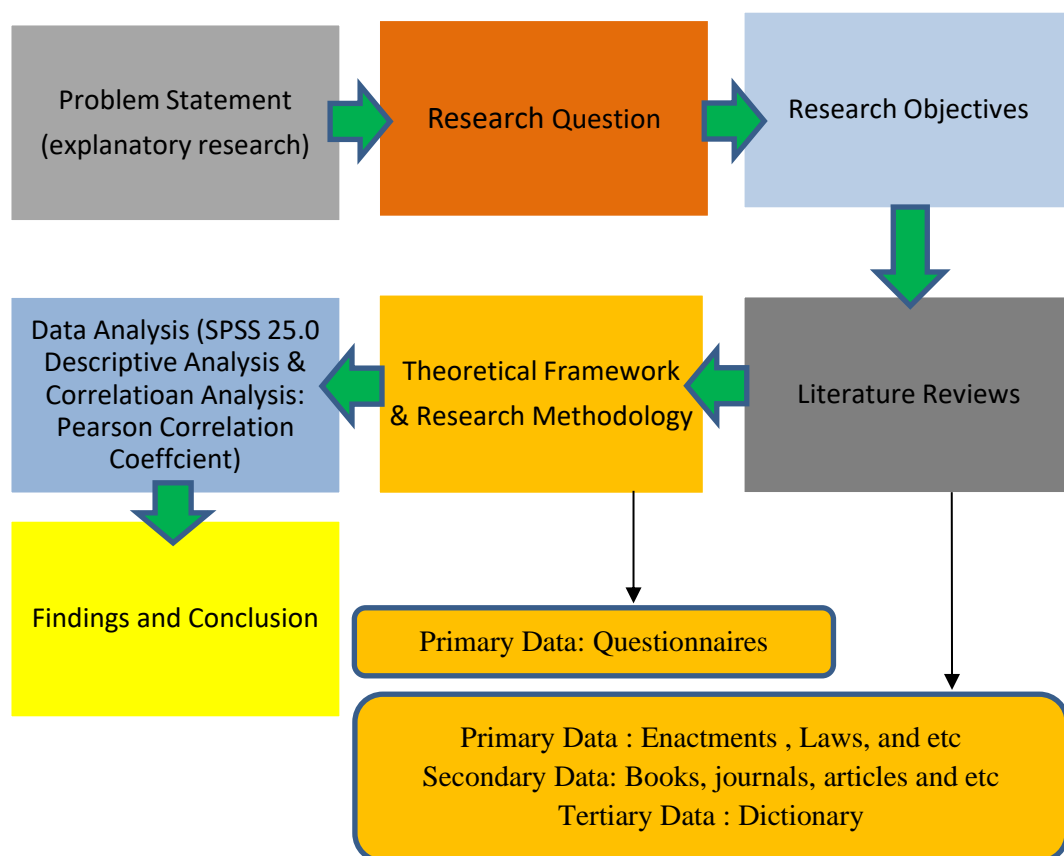 Problem Statement
(explanatory research)
Research Question
Research Objectives
Literature Reviews
Theoretical Framework
& Research Methodology
Data Analysis (SPSS 25.0
Descriptive Analysis &
Correlatioan Analysis:
Pearson Correlation
Coeffcient)
Findings and Conclusion
Primary Data: Questionnaires
Primary Data : Enactments , Laws, and etc
Secondary Data: Books, journals, articles and etc
Tertiary Data : Dictionary